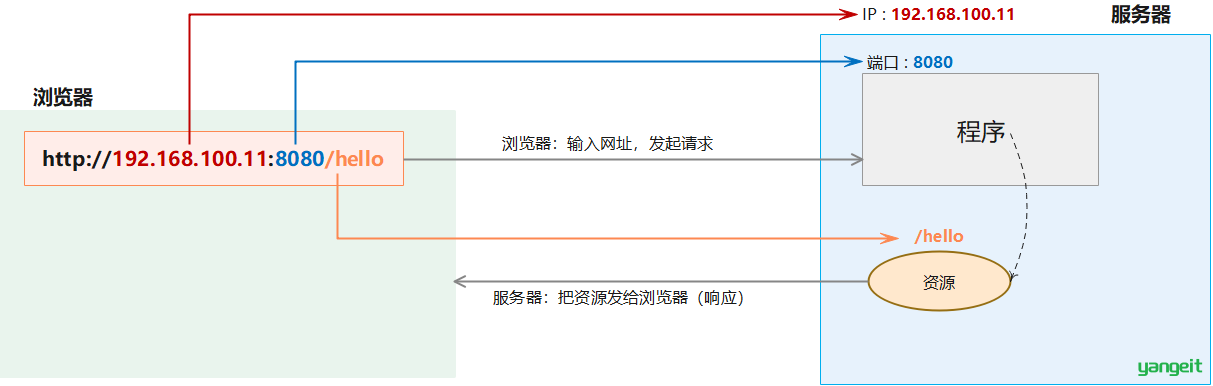 IP : 192.168.100.11
服务器
端口 : 8080
浏览器
程序
http://192.168.100.11:8080/hello
浏览器：输入网址，发起请求
/hello
资源
服务器：把资源发给浏览器（响应）
yangeit